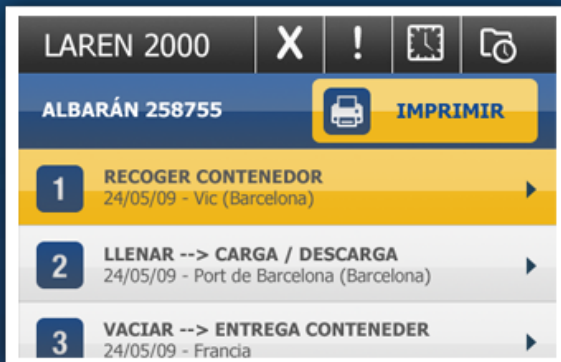 LAREN 2000 X !
ALBARÁN 258755 IMPRIMIR
1 RECOGER CONTENEDOR
24/05/09 - Vic (Barcelona)
2 LLENAR --> CARGA / DESCARGA
24/05/09 - Port de Barcelona (Barcelona)
3 VACIAR --> ENTREGA CONTENEDER
24/05/09 - Francia